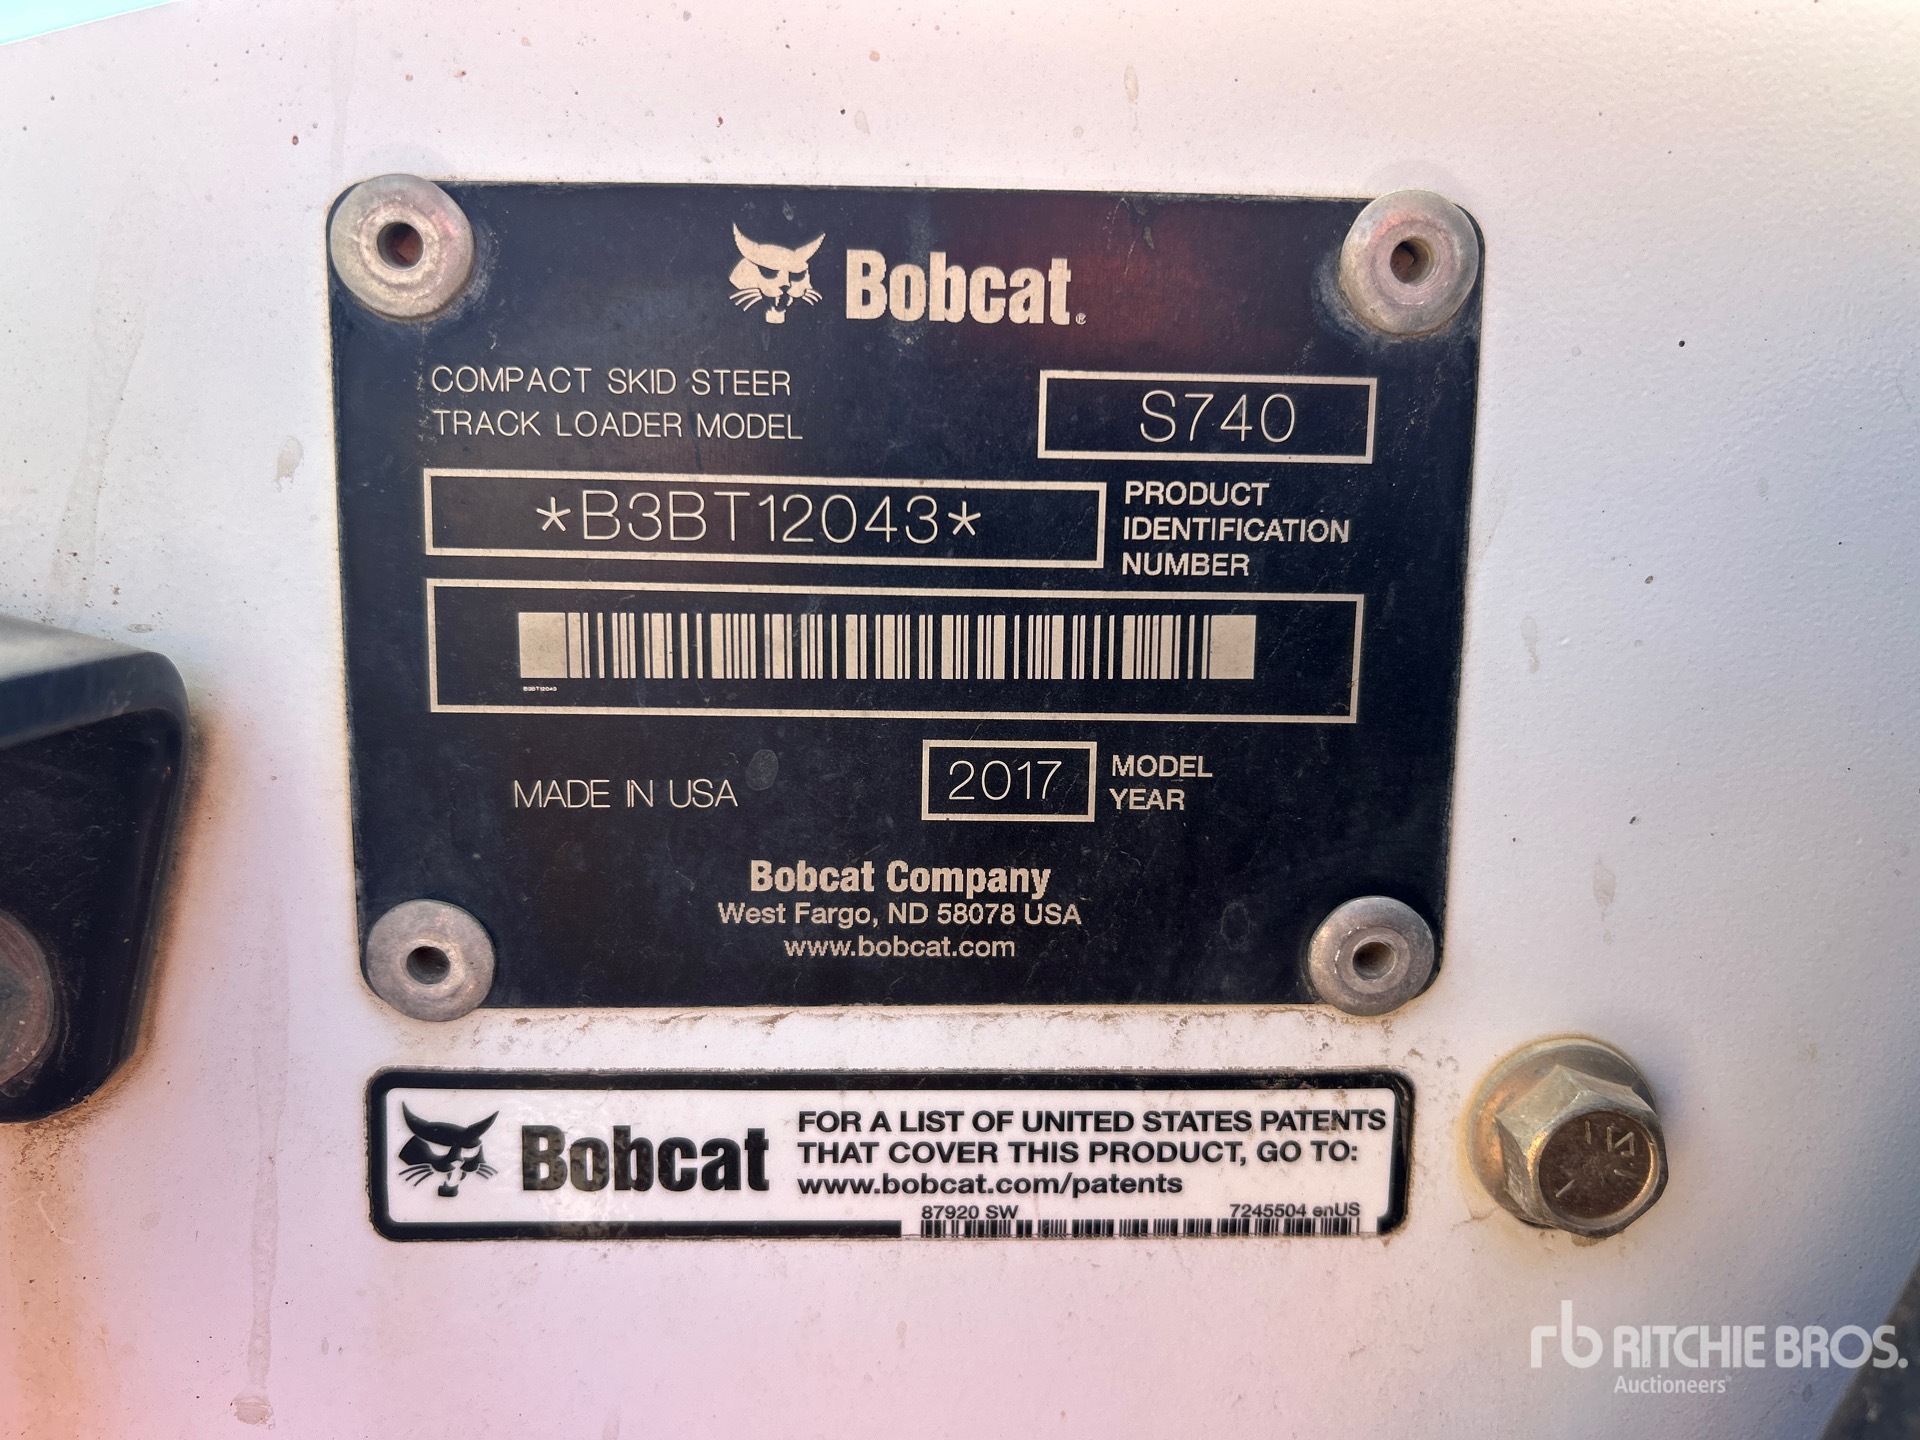 Bobcat®
COMPACT SKID STEER
TRACK LOADER MODEL
S740
*B3BT12043*
PRODUCT
IDENTIFICATION
NUMBER
B3BT12043
MADE IN USA
2017
MODEL
YEAR
Bobcat Company
West Fargo, ND 58078 USA
www.bobcat.com
Bobcat
FOR A LIST OF UNITED STATES PATENTS
THAT COVER THIS PRODUCT, GO TO:
www.bobcat.com/patents
87920 SW
7245504 enUS
rb RITCHIE BROS.
Auctioneers